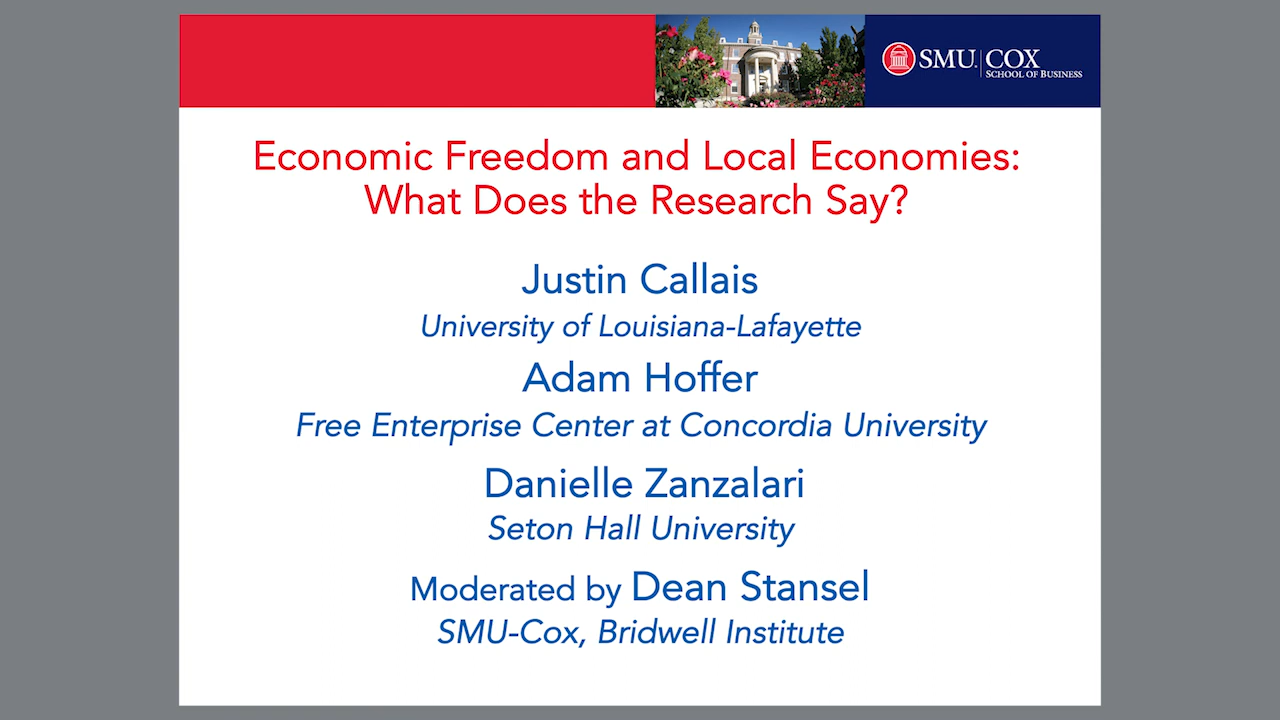 SMU. COX
SCHOOL OF BUSINESS
Economic Freedom and Local Economies:
What Does the Research Say?
Justin Callais
University of Louisiana-Lafayette
Adam Hoffer
Free Enterprise Center at Concordia University
Danielle Zanzalari
Seton Hall University
Moderated by Dean Stansel
SMU-Cox, Bridwell Institute